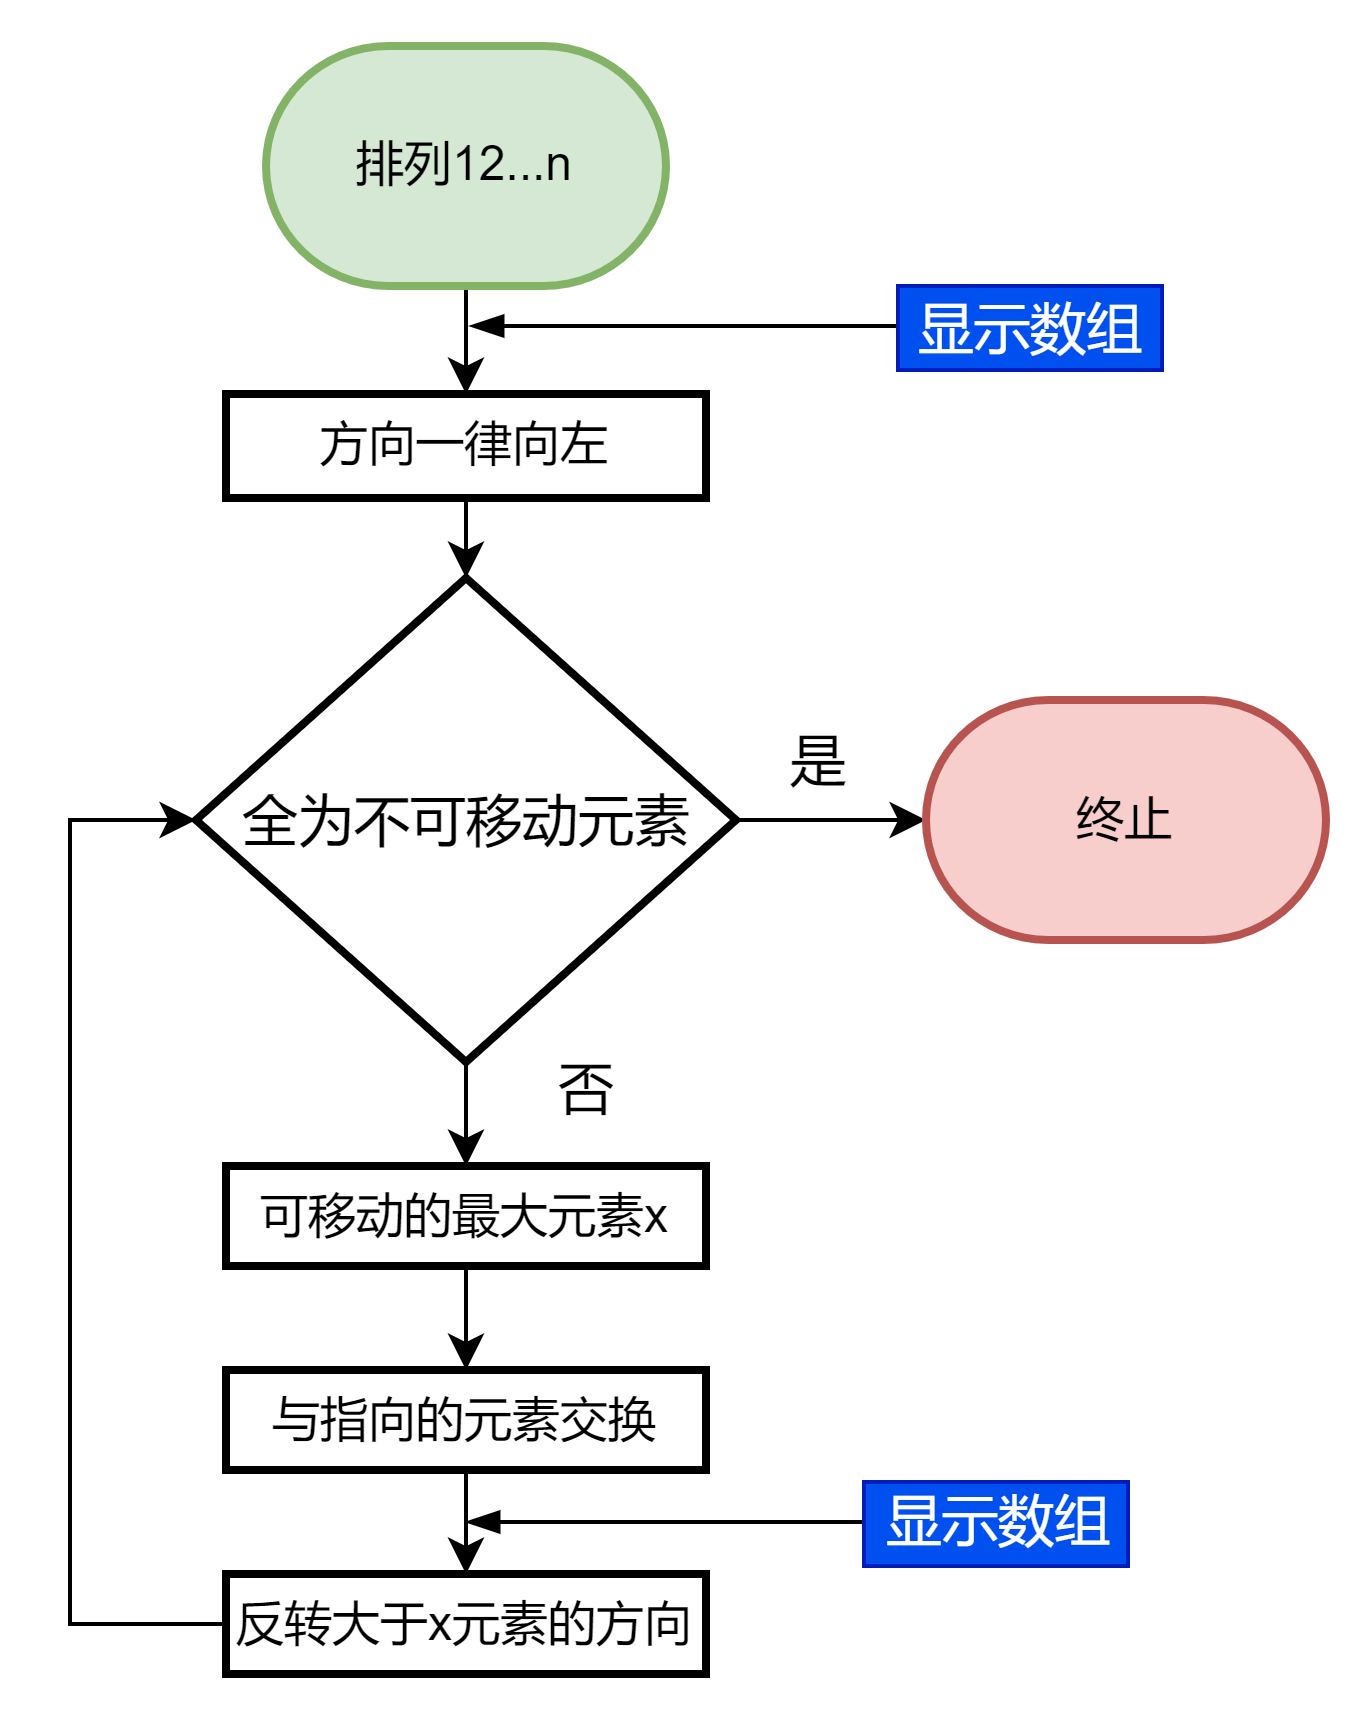 排列12...n
显示数组
方向一律向左
全为不可移动元素
是
终止
否
可移动的最大元素x
与指向的元素交换
显示数组
反转大于x元素的方向